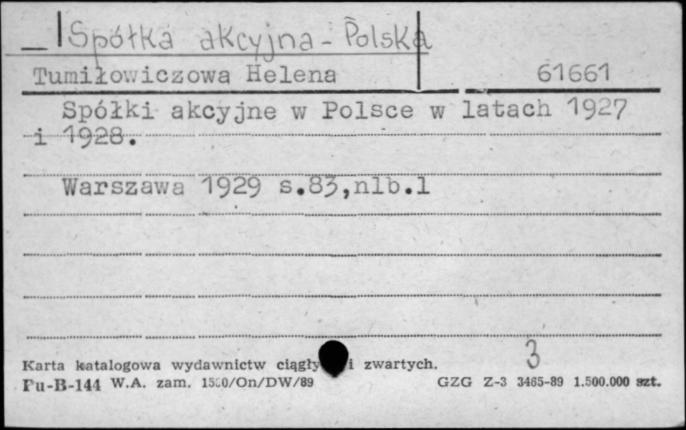 Spółka akcyjna - Polska
Tumiłowiczowa Helena 61661
Spółki akcyjne w Polsce w latach 1927
i 1928.
Warszawa 1929 s.83,nlb.1
3
Karta katalogowa wydawnictw ciągły i zwartych.
Pu-B-144 W.A. zam. /On/DW/89 GZG Z-3 3465-89 1.500.000 szt.